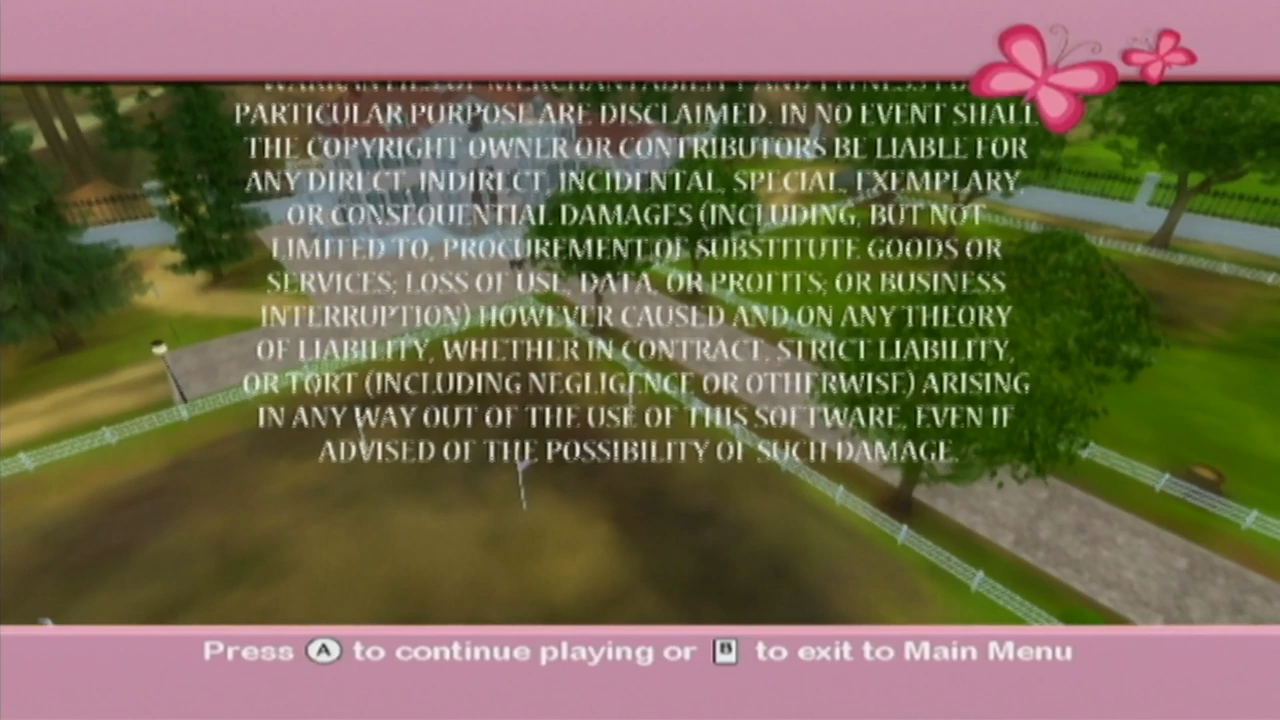 PARTICULAR PURPOSE ARE DISCLAIMED. IN NO EVENT SHALL
THE COPYRIGHT OWNER OR CONTRIBUTORS BE LIABLE FOR
ANY DIRECT, INDIRECT, INCIDENTAL, SPECIAL, EXEMPLARY,
OR CONSEQUENTIAL DAMAGES (INCLUDING, BUT NOT
LIMITED TO, PROCUREMENT OF SUBSTITUTE GOODS OR
SERVICES; LOSS OF USE, DATA, OR PROFITS; OR BUSINESS
INTERRUPTION) HOWEVER CAUSED AND ON ANY THEORY
OF LIABILITY, WHETHER IN CONTRACT, STRICT LIABILITY,
OR TORT (INCLUDING NEGLIGENCE OR OTHERWISE) ARISING
IN ANY WAY OUT OF THE USE OF THIS SOFTWARE, EVEN IF
ADVISED OF THE POSSIBILITY OF SUCH DAMAGE.
Press A to continue playing or B to exit to Main Menu